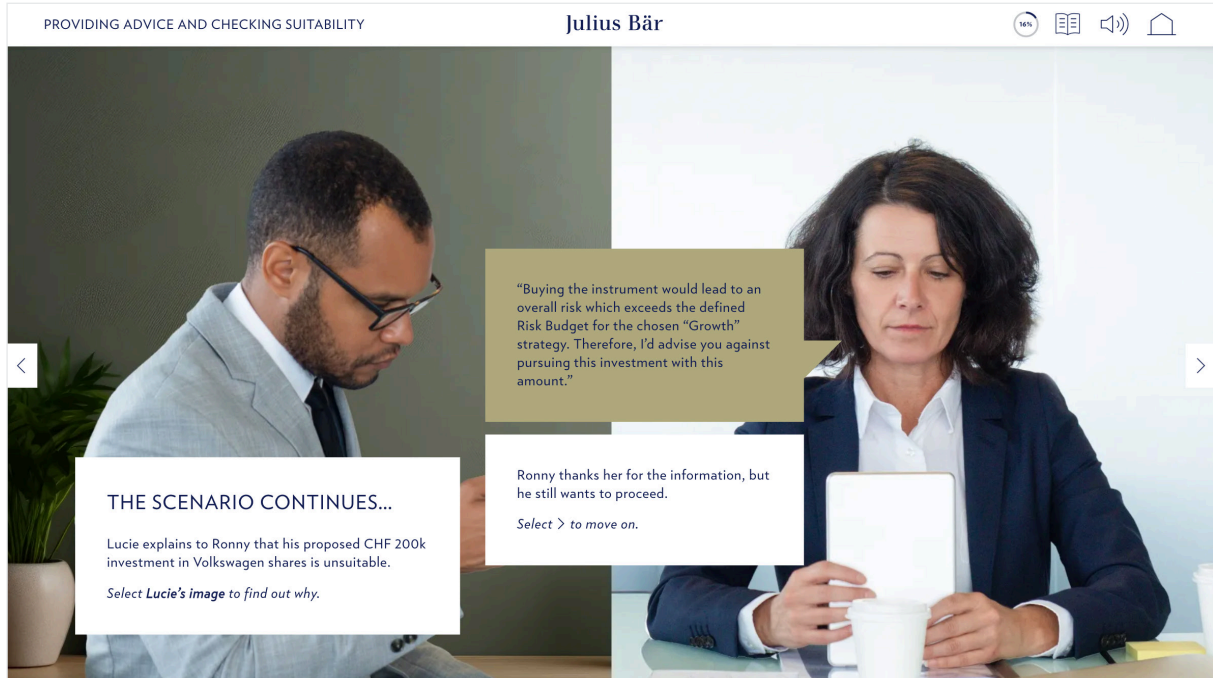 PROVIDING ADVICE AND CHECKING SUITABILITY
Julius Bär
16%
“Buying the instrument would lead to an
overall risk which exceeds the defined
Risk Budget for the chosen “Growth”
strategy. Therefore, I’d advise you against
pursuing this investment with this
amount.”
THE SCENARIO CONTINUES...
Lucie explains to Ronny that his proposed CHF 200k
investment in Volkswagen shares is unsuitable.
Select Lucie’s image to find out why.
Ronny thanks her for the information, but
he still wants to proceed.
Select > to move on.